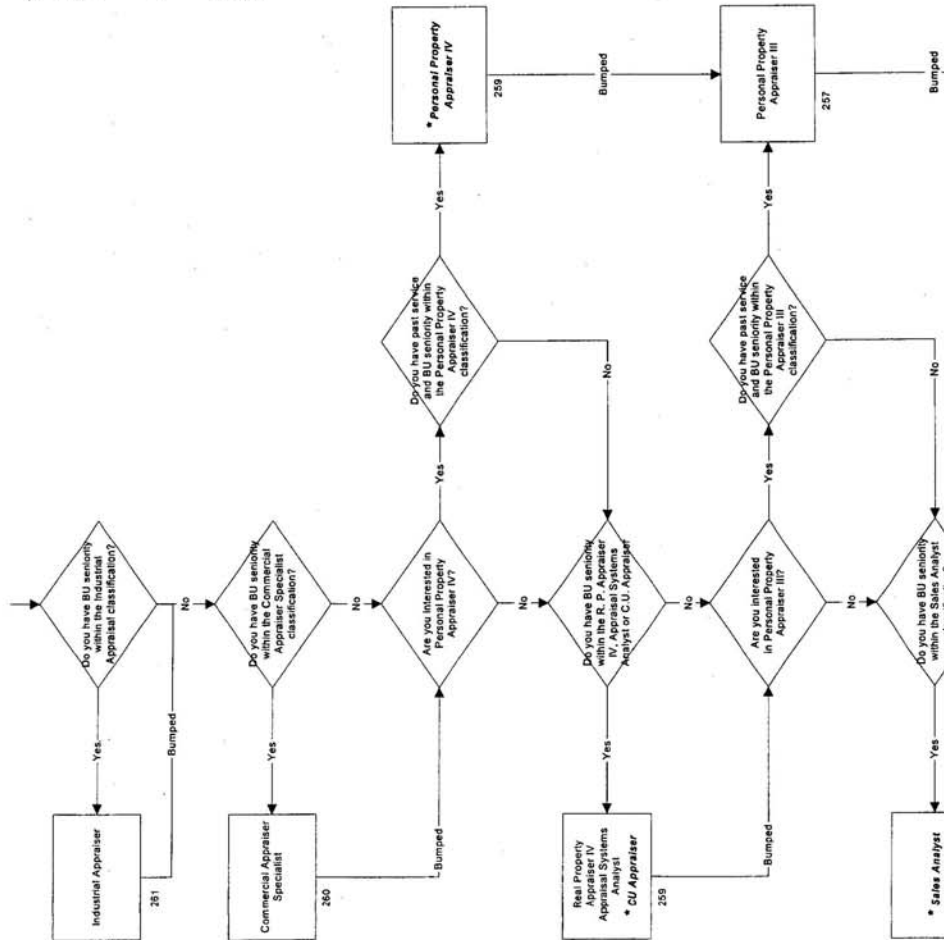 Do you have BU seniority
within the Industrial
Appraisal classification?
Yes
Industrial Appraiser
261
Bumped
No
Do you have BU seniority
within the Commercial
Appraiser Specialist
classification?
Yes
Commercial Appraiser
Specialist
260
Bumped
No
Are you interested in
Personal Property
Appraiser IV?
Yes
Do you have past service
and BU seniority within
the Personal Property
Appraiser IV
classification?
Yes
* Personal Property
Appraiser IV
259
Bumped
No
No
Do you have BU seniority
within the R. P. Appraiser
IV, Appraisal Systems
Analyst or C.U. Appraiser
Yes
Real Property
Appraiser IV
Appraisal Systems
Analyst
* CU Appraiser
259
Bumped
No
Are you interested
in Personal Property
Appraiser III?
Yes
Do you have past service
and BU seniority within
the Personal Property
Appraiser III
classification?
Yes
Personal Property
Appraiser III
257
Bumped
No
No
Do you have BU seniority
within the Sales Analyst
Yes
* Sales Analyst